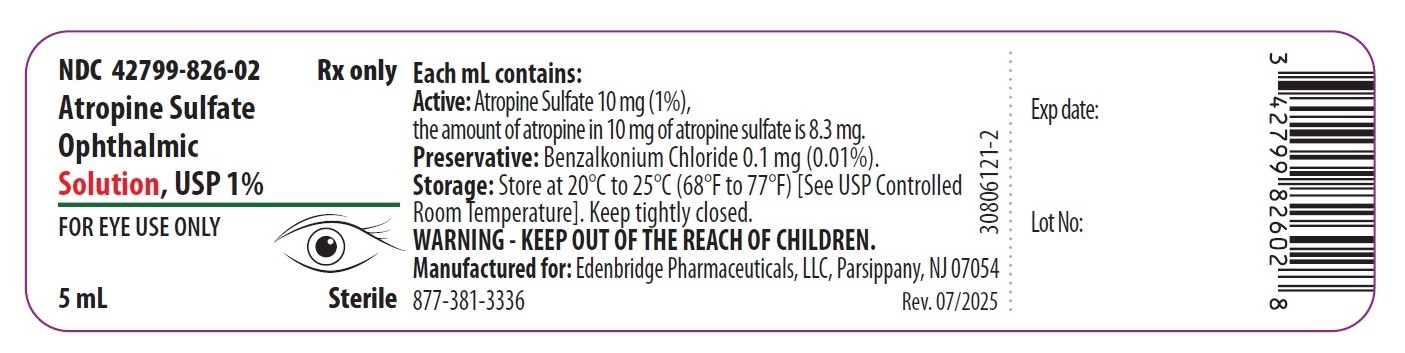 NDC 42799-826-02 Rx only
Atropine Sulfate
Ophthalmic
Solution, USP 1%
FOR EYE USE ONLY
5 mL Sterile
Each mL contains:
Active: Atropine Sulfate 10 mg (1%),
the amount of atropine in 10 mg of atropine sulfate is 8.3 mg.
Preservative: Benzalkonium Chloride 0.1 mg (0.01%).
Storage: Store at 20°C to 25°C (68°F to 77°F) [See USP Controlled
Room Temperature]. Keep tightly closed.
WARNING - KEEP OUT OF THE REACH OF CHILDREN.
Manufactured for: Edenbridge Pharmaceuticals, LLC, Parsippany, NJ 07054
877-381-3336 Rev. 07/2025
30806121-2
Exp date:
Lot No:
3 42799 82602 8